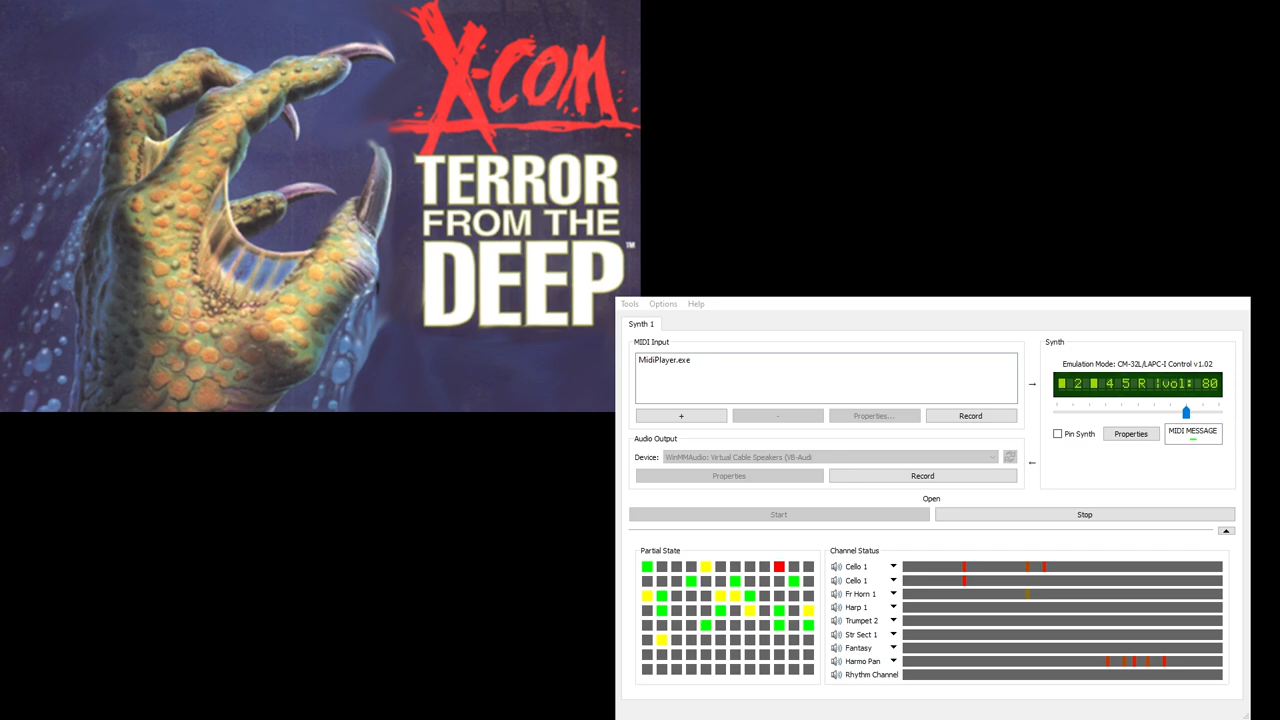 X-COM
TERROR
FROM THE
DEEP™
Tools Options Help
Synth 1
MIDI Input
MidiPlayer.exe
+ - Properties... Record
Audio Output
Device: WinMMAudio: Virtual Cable Speakers (VB-Audi
Properties Record
Synth
Emulation Mode: CM-32L/LAPC-I Control v1.02
2 4 5 R |vol: 80
Pin Synth Properties MIDI MESSAGE
Open
Start Stop
Partial State
Channel Status
Cello 1
Cello 1
Fr Horn 1
Harp 1
Trumpet 2
Str Sect 1
Fantasy
Harmo Pan
Rhythm Channel